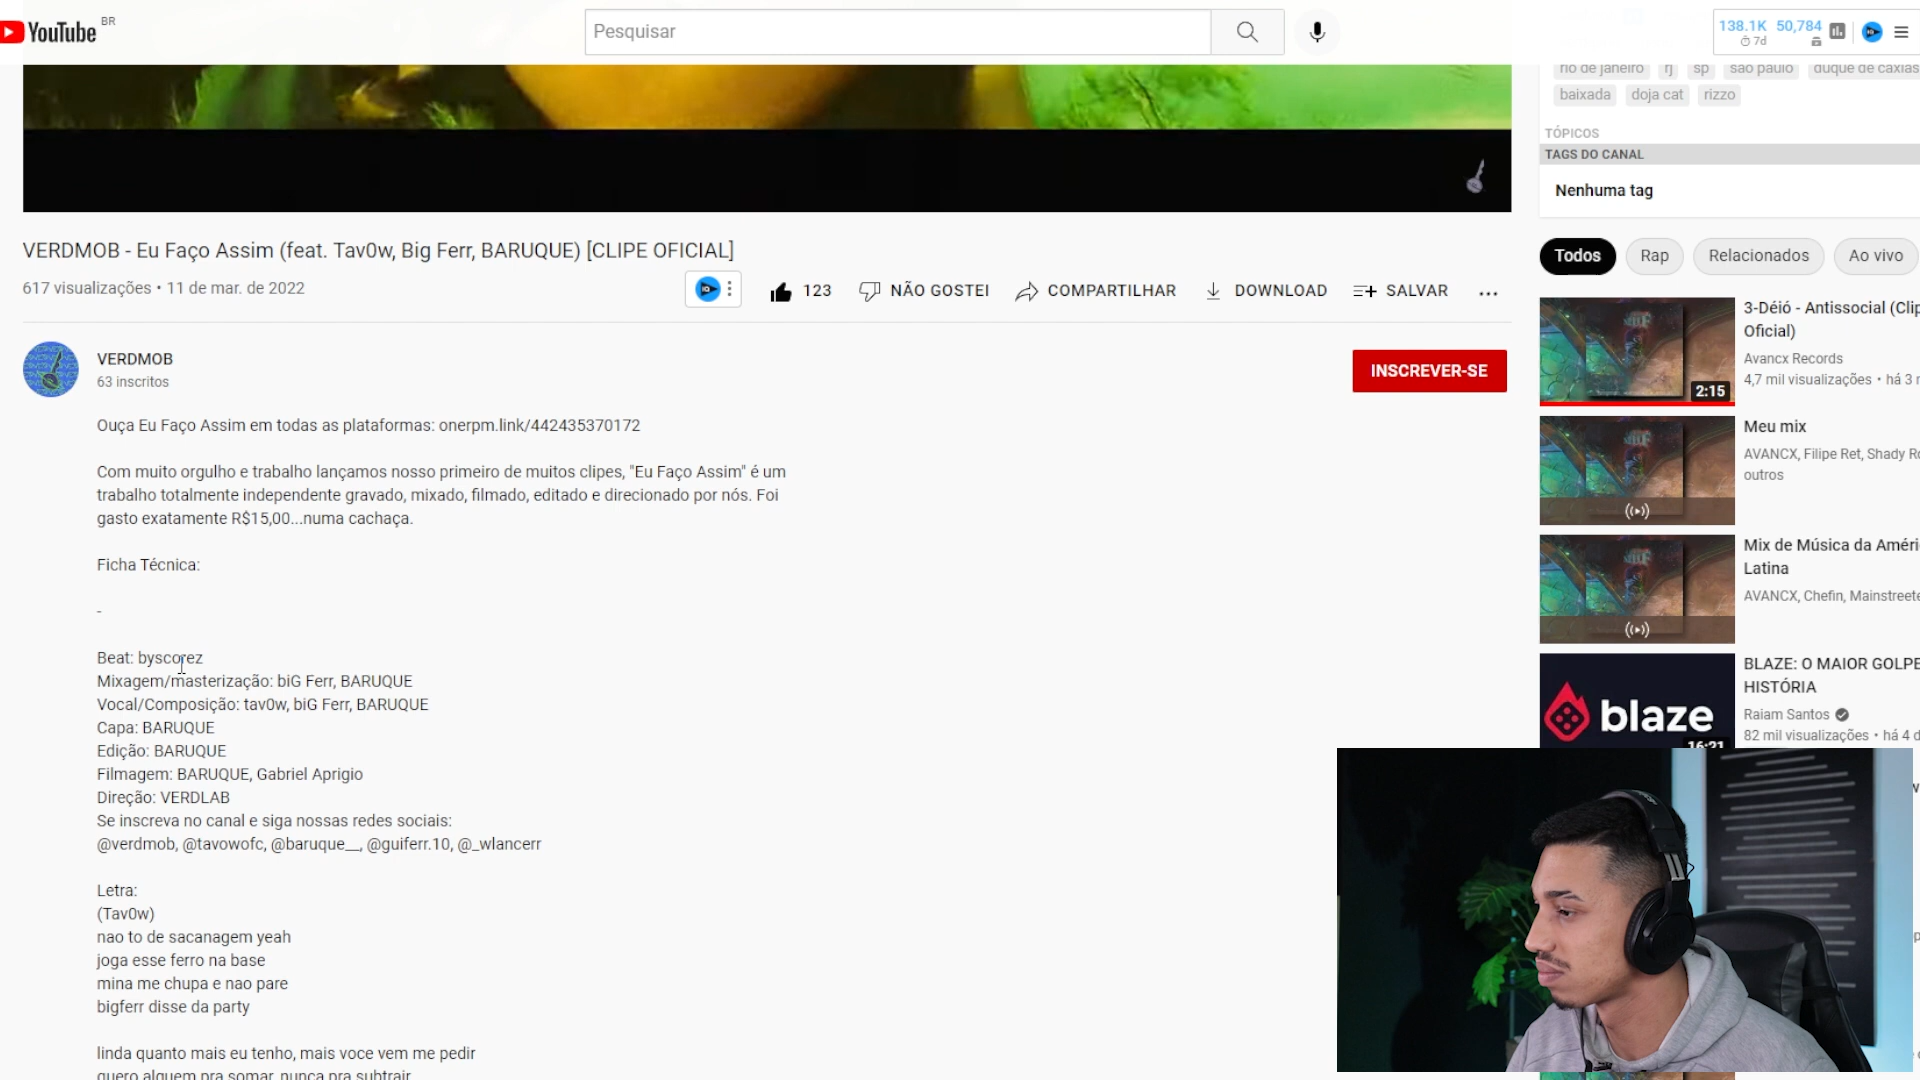 YouTube BR
Pesquisar
138.1K 50,784
7d
rio de janeiro rj sp são paulo duque de caxias
baixada doja cat rizzo
TÓPICOS
TAGS DO CANAL
Nenhuma tag
VERDMOB - Eu Faço Assim (feat. Tav0w, Big Ferr, BARUQUE) [CLIPE OFICIAL]
617 visualizações • 11 de mar. de 2022
123 NÃO GOSTEI COMPARTILHAR DOWNLOAD SALVAR ...
VERDMOB
63 inscritos
INSCREVER-SE
Ouça Eu Faço Assim em todas as plataformas: onerpm.link/442435370172
Com muito orgulho e trabalho lançamos nosso primeiro de muitos clipes, "Eu Faço Assim" é um
trabalho totalmente independente gravado, mixado, filmado, editado e direcionado por nós. Foi
gasto exatamente R$15,00...numa cachaça.
Ficha Técnica:
-
Beat: byscorez
Mixagem/masterização: biG Ferr, BARUQUE
Vocal/Composição: tav0w, biG Ferr, BARUQUE
Capa: BARUQUE
Edição: BARUQUE
Filmagem: BARUQUE, Gabriel Aprigio
Direção: VERDLAB
Se inscreva no canal e siga nossas redes sociais:
@verdmob, @tavowofc, @baruque__, @guiferr.10, @_wlancerr
Letra:
(Tav0w)
nao to de sacanagem yeah
joga esse ferro na base
mina me chupa e nao pare
bigferr disse da party
linda quanto mais eu tenho, mais voce vem me pedir
quero alguem pra somar, nunca pra subtrair
Todos Rap Relacionados Ao vivo
3-Déió - Antissocial (Clip
Oficial)
Avancx Records
4,7 mil visualizações • há 3
2:15
Meu mix
AVANCX, Filipe Ret, Shady
outros
Mix de Música da Améri
Latina
AVANCX, Chefin, Mainstreet
BLAZE: O MAIOR GOLPE
HISTÓRIA
Raiam Santos
82 mil visualizações • há 4 d
blaze
16:21